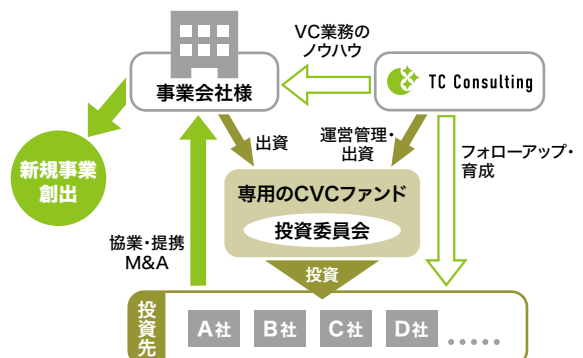 VC業務の
ノウハウ
事業会社様
TC Consulting
出資
運営管理・
出資
フォローアップ・
育成
新規事業
創出
専用のCVCファンド
投資委員会
協業・提携
M&A
投資
投資先
A社
B社
C社
D社
.....